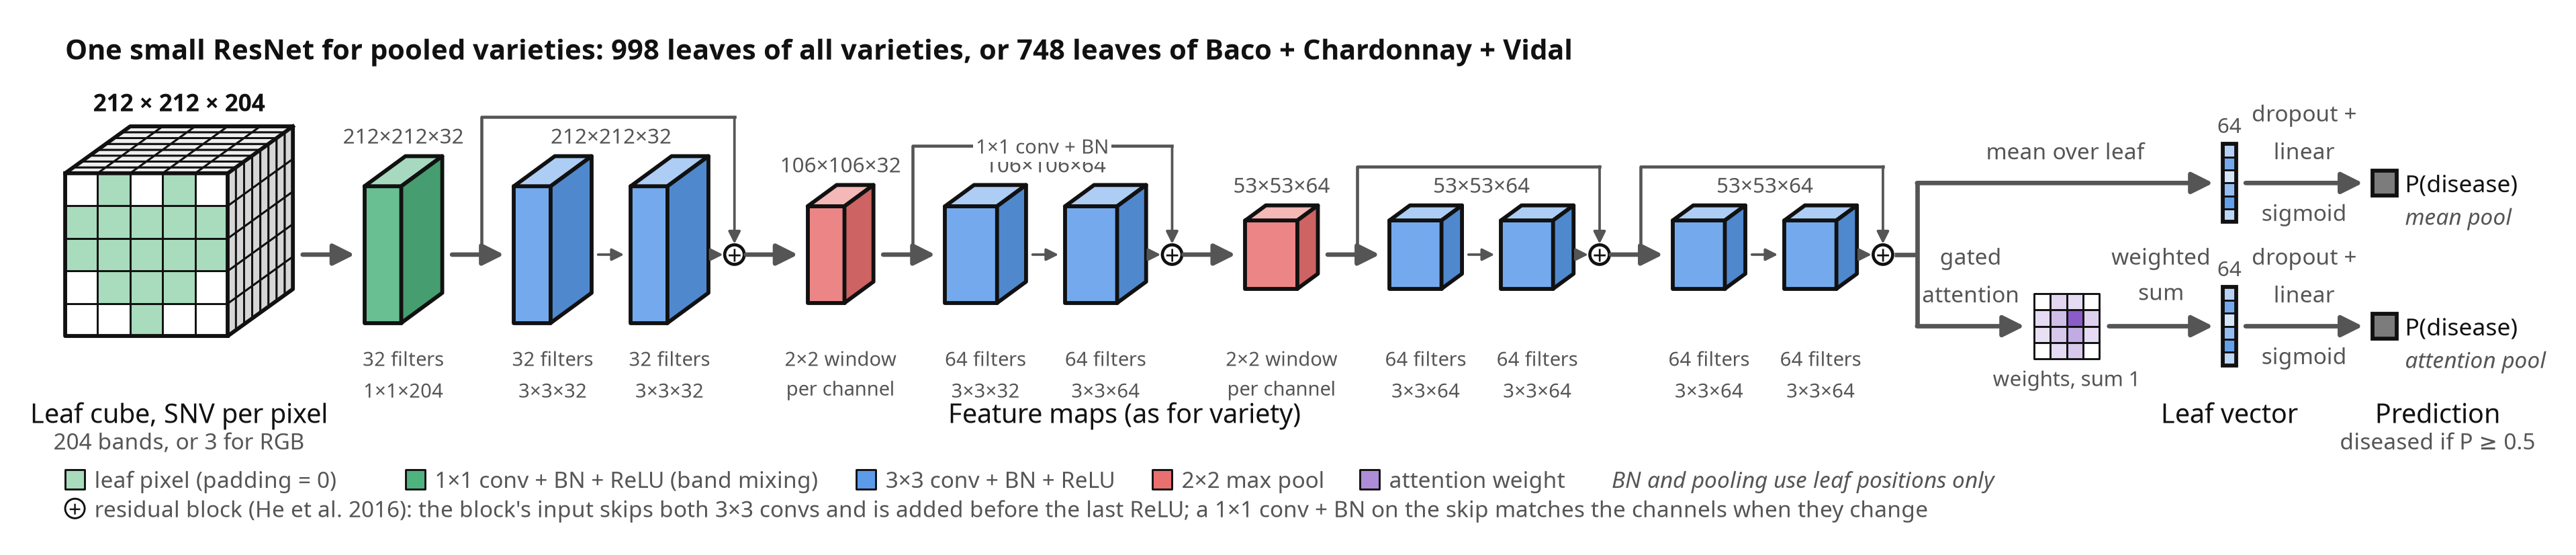 One small ResNet for pooled varieties: 998 leaves of all varieties, or 748 leaves of Baco + Chardonnay + Vidal
212 × 212 × 204
212×212×32
212×212×32
106×106×32
1×1 conv + BN
106×106×64
53×53×64
53×53×64
53×53×64
mean over leaf
64
dropout +
linear
sigmoid
P(disease)
mean pool
gated
attention
weights, sum 1
weighted
sum
64
dropout +
linear
sigmoid
P(disease)
attention pool
32 filters
1×1×204
32 filters
3×3×32
32 filters
3×3×32
2×2 window
per channel
64 filters
3×3×32
64 filters
3×3×64
2×2 window
per channel
64 filters
3×3×64
64 filters
3×3×64
64 filters
3×3×64
64 filters
3×3×64
Leaf cube, SNV per pixel
204 bands, or 3 for RGB
Feature maps (as for variety)
Leaf vector
Prediction
diseased if P ≥ 0.5
leaf pixel (padding = 0)
1×1 conv + BN + ReLU (band mixing)
3×3 conv + BN + ReLU
2×2 max pool
attention weight
BN and pooling use leaf positions only
residual block (He et al. 2016): the block's input skips both 3×3 convs and is added before the last ReLU; a 1×1 conv + BN on the skip matches the channels when they change